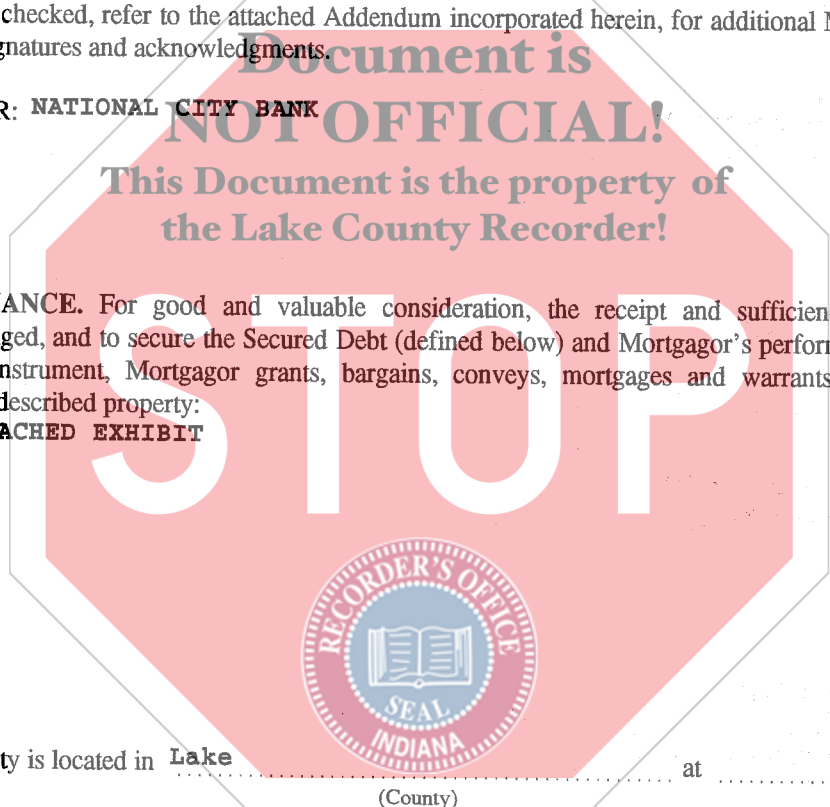 checked, refer to the attached Addendum incorporated herein, for additional
gnatures and acknowledgments.
Document is
R: NATIONAL CITY BANK
NOT OFFICIAL!
This Document is the property of
the Lake County Recorder!
ANCE. For good and valuable consideration, the receipt and sufficien
ged, and to secure the Secured Debt (defined below) and Mortgagor's perform
nstrument, Mortgagor grants, bargains, conveys, mortgages and warrants
described property:
ACHED EXHIBIT
STOP
RECORDER'S OFFICE
SEAL
INDIANA
ty is located in Lake at
(County)